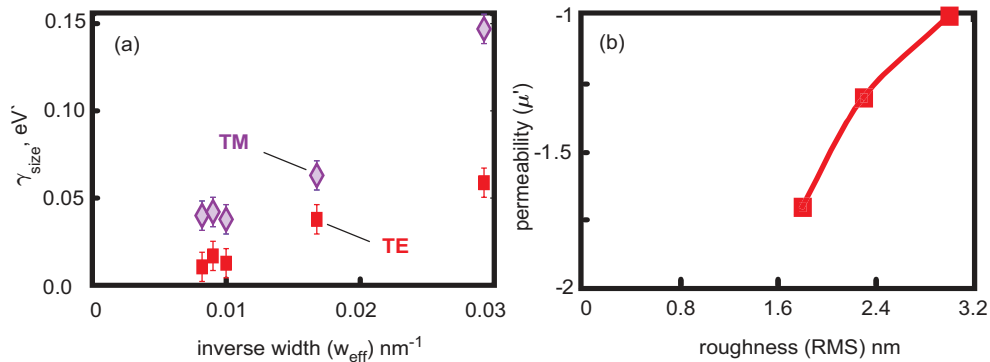 (a)
0.15
0.10
0.05
0.0
γsize, eV`
TM
TE
0
0.01
0.02
0.03
inverse width (weff) nm-1
(b)
-1
-1.5
-2
permeability (μ')
0
0.8
1.6
2.4
3.2
roughness (RMS) nm